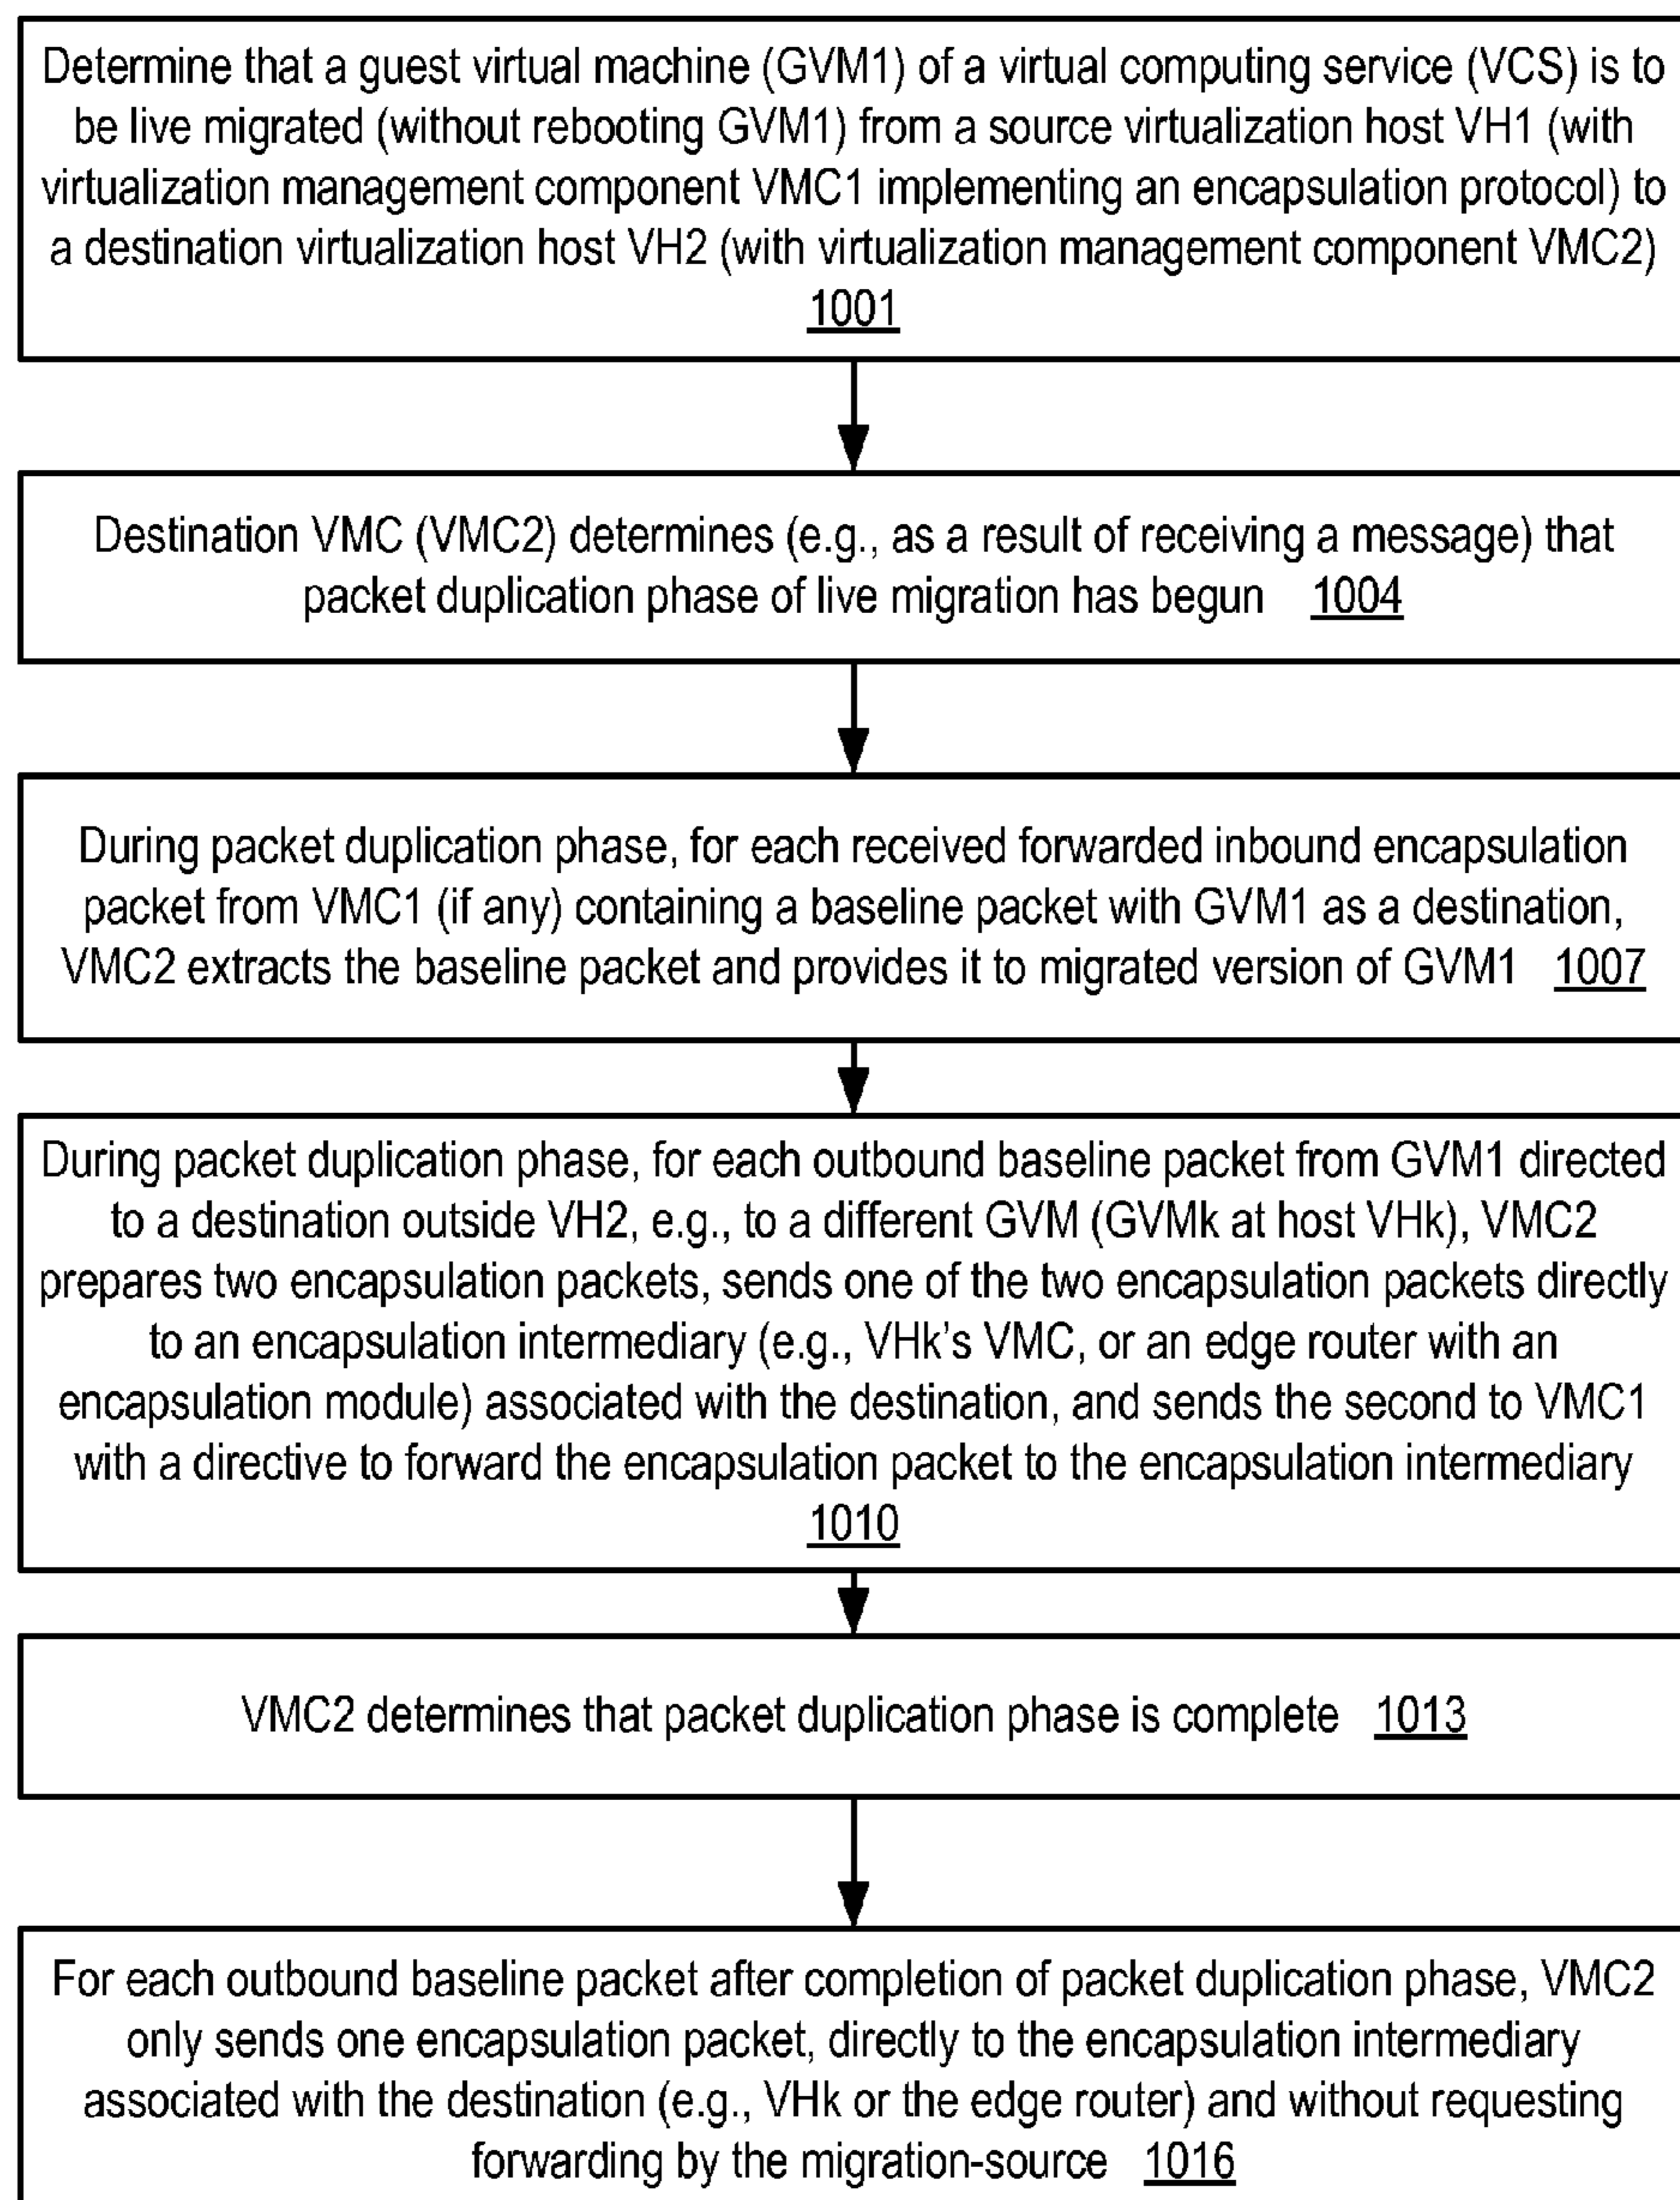 Determine that a guest virtual machine (GVM1) of a virtual computing service (VCS) is to
be live migrated (without rebooting GVM1) from a source virtualization host VH1 (with
virtualization management component VMC1 implementing an encapsulation protocol) to
a destination virtualization host VH2 (with virtualization management component VMC2)
1001
Destination VMC (VMC2) determines (e.g., as a result of receiving a message) that
packet duplication phase of live migration has begun 1004
During packet duplication phase, for each received forwarded inbound encapsulation
packet from VMC1 (if any) containing a baseline packet with GVM1 as a destination,
VMC2 extracts the baseline packet and provides it to migrated version of GVM1 1007
During packet duplication phase, for each outbound baseline packet from GVM1 directed
to a destination outside VH2, e.g., to a different GVM (GVMk at host VHk), VMC2
prepares two encapsulation packets, sends one of the two encapsulation packets directly
to an encapsulation intermediary (e.g., VHk's VMC, or an edge router with an
encapsulation module) associated with the destination, and sends the second to VMC1
with a directive to forward the encapsulation packet to the encapsulation intermediary
1010
VMC2 determines that packet duplication phase is complete 1013
For each outbound baseline packet after completion of packet duplication phase, VMC2
only sends one encapsulation packet, directly to the encapsulation intermediary
associated with the destination (e.g., VHk or the edge router) and without requesting
forwarding by the migration-source 1016